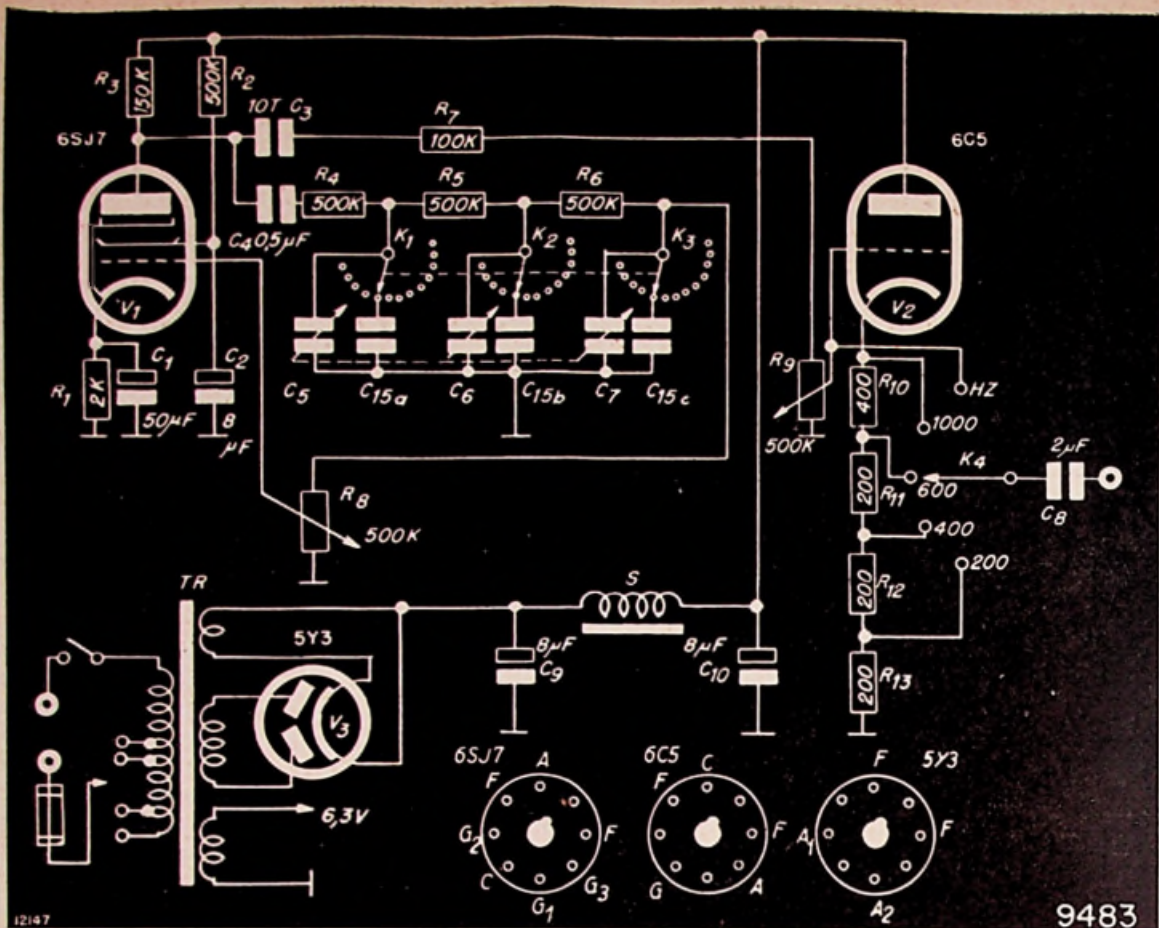 R3
150K
500K
R2
10T C3
R7
100K
6SJ7
6C5
R4
500K
R5
500K
R6
500K
C4 0,5µF
K1
K2
K3
V1
V2
C1
C2
R1
2K
50µF
8
µF
C5
C15a
C6
C15b
C7
C15c
R9
500K
400
R10
HZ
1000
200
R11
600
K4
2µF
C8
400
200
R12
200
200
R13
R8
500K
TR
5Y3
V3
S
8µF
C9
8µF
C10
6,3V
6SJ7
A
F
G2
F
C
G3
G1
6C5
C
F
F
G
A
F
5Y3
A1
F
A2
12147
9483